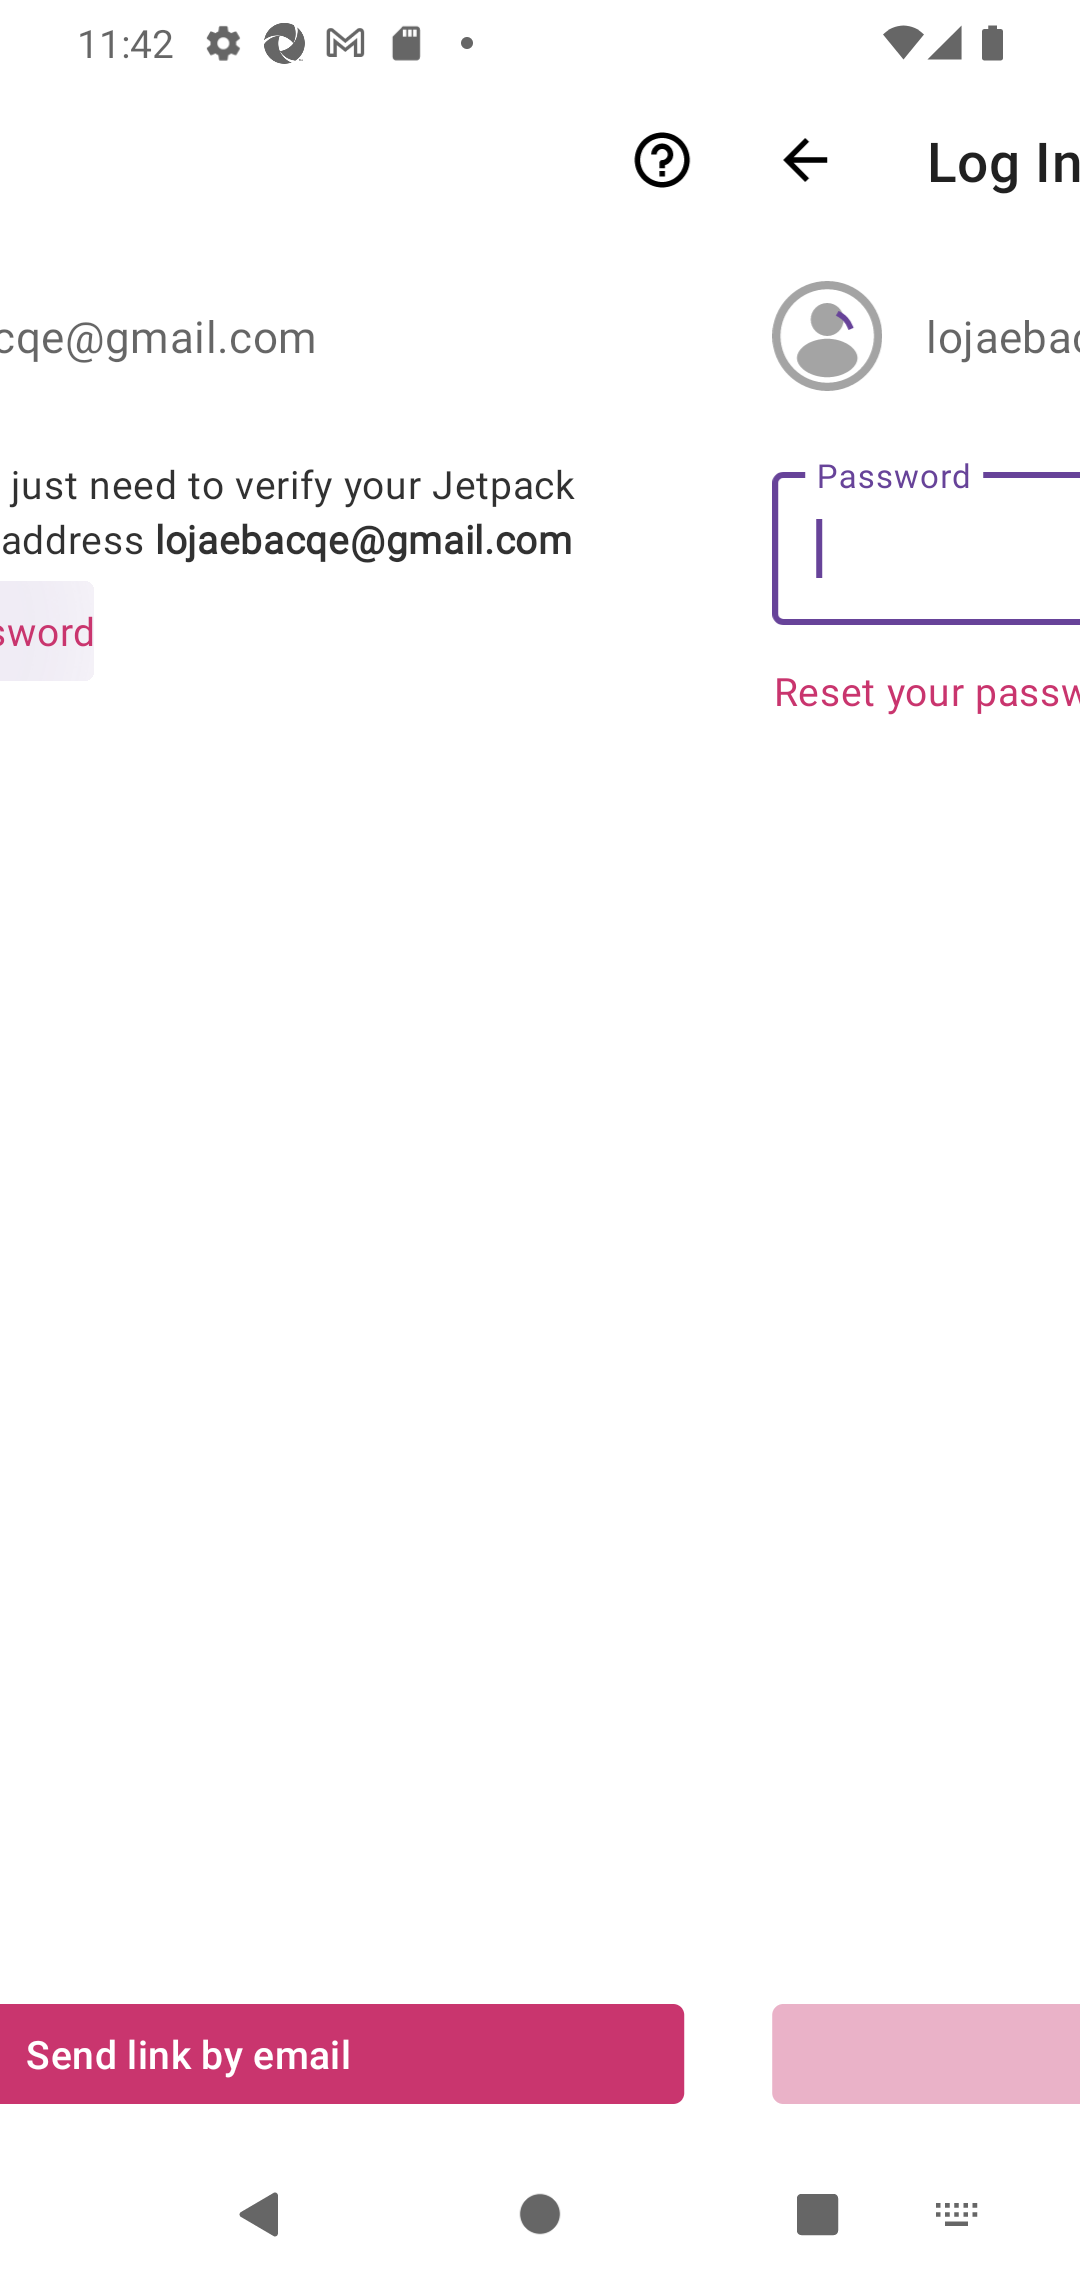 11:42
Log In
cqe@gmail.com
lojaebac
just need to verify your Jetpack
address lojaebacqe@gmail.com
sword
Password
Reset your passw
Send link by email